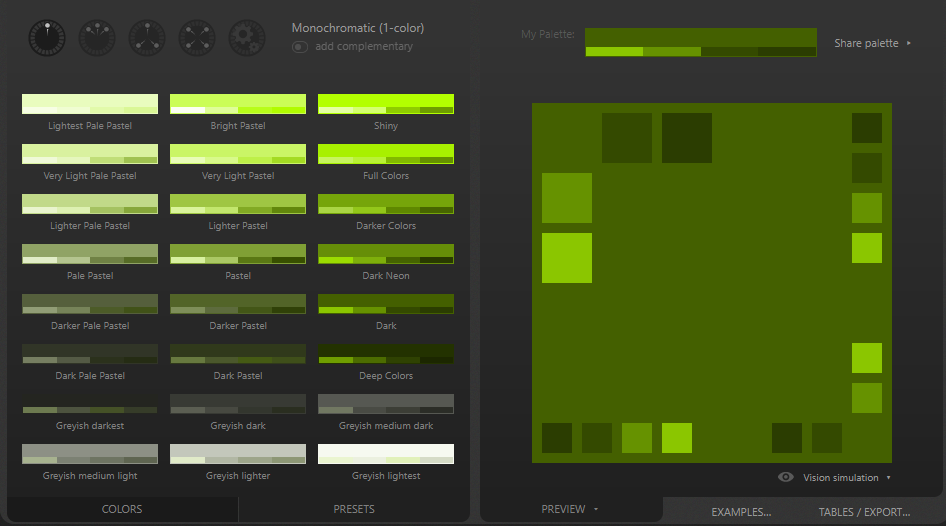 Monochromatic (1-color)
add complementary
My Palette:
Share palette
Lightest Pale Pastel
Bright Pastel
Shiny
Very Light Pale Pastel
Very Light Pastel
Full Colors
Lighter Pale Pastel
Lighter Pastel
Darker Colors
Pale Pastel
Pastel
Dark Neon
Darker Pale Pastel
Darker Pastel
Dark
Dark Pale Pastel
Dark Pastel
Deep Colors
Greyish darkest
Greyish dark
Greyish medium dark
Greyish medium light
Greyish lighter
Greyish lightest
Vision simulation
COLORS
PRESETS
PREVIEW
EXAMPLES...
TABLES / EXPORT...